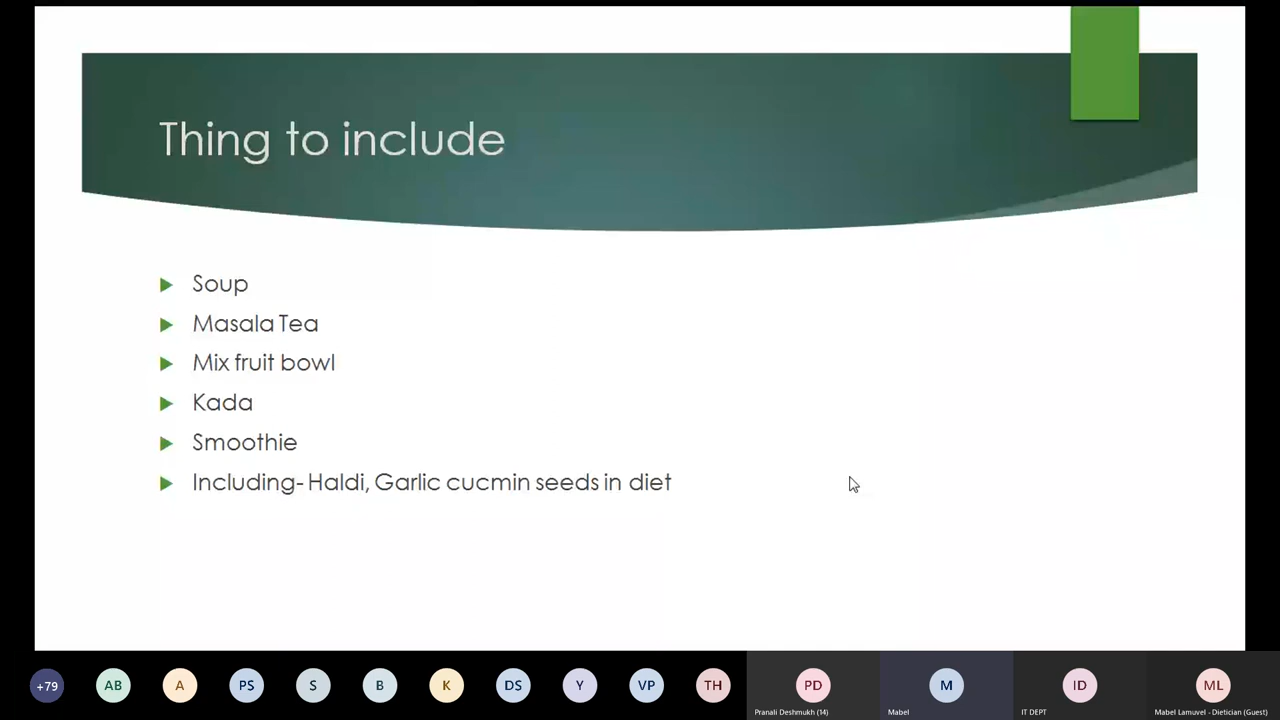 Thing to include
Soup
Masala Tea
Mix fruit bowl
Kada
Smoothie
Including- Haldi, Garlic cucmin seeds in diet
+79 AB A PS S B K DS Y VP TH PD M ID ML
Pranali Deshmukh (14) Mabel IT DEPT Mabel Lamuvel - Dietician (Guest)